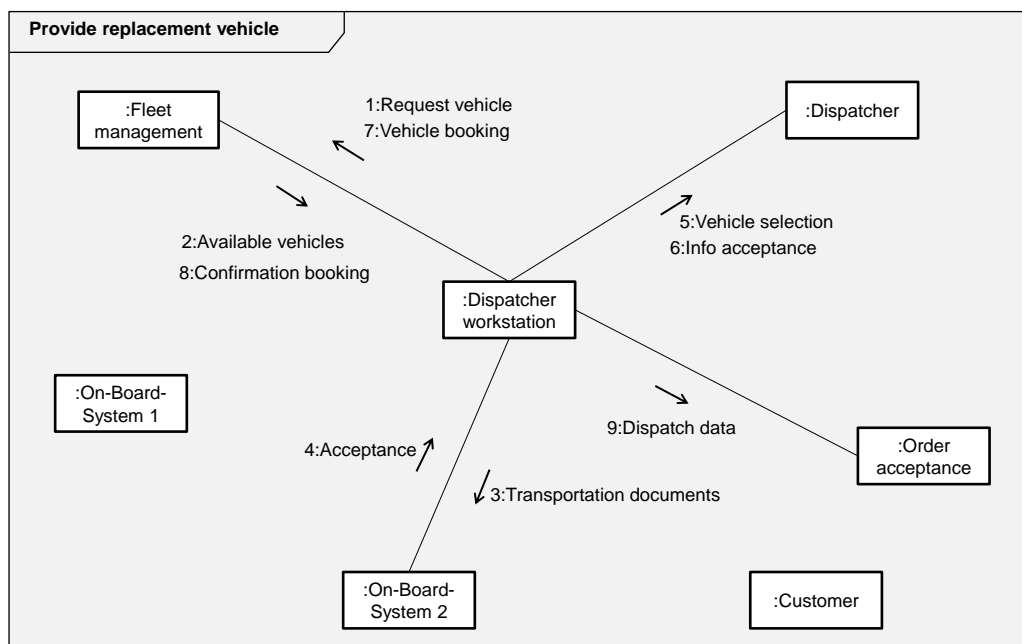 Provide replacement vehicle
:Fleet
management
1:Request vehicle
7:Vehicle booking
:Dispatcher
2:Available vehicles
8:Confirmation booking
5:Vehicle selection
6:Info acceptance
:Dispatcher
workstation
:On-Board-
System 1
4:Acceptance
9:Dispatch data
:Order
acceptance
3:Transportation documents
:On-Board-
System 2
:Customer